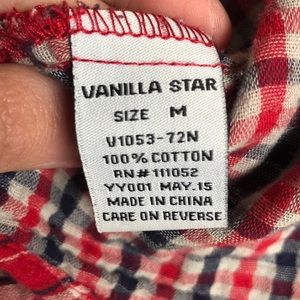 VANILLA STAR
SIZE M
V1053-72N
100% COTTON
RN# 111052
YY001 MAY.15
MADE IN CHINA
CARE ON REVERSE